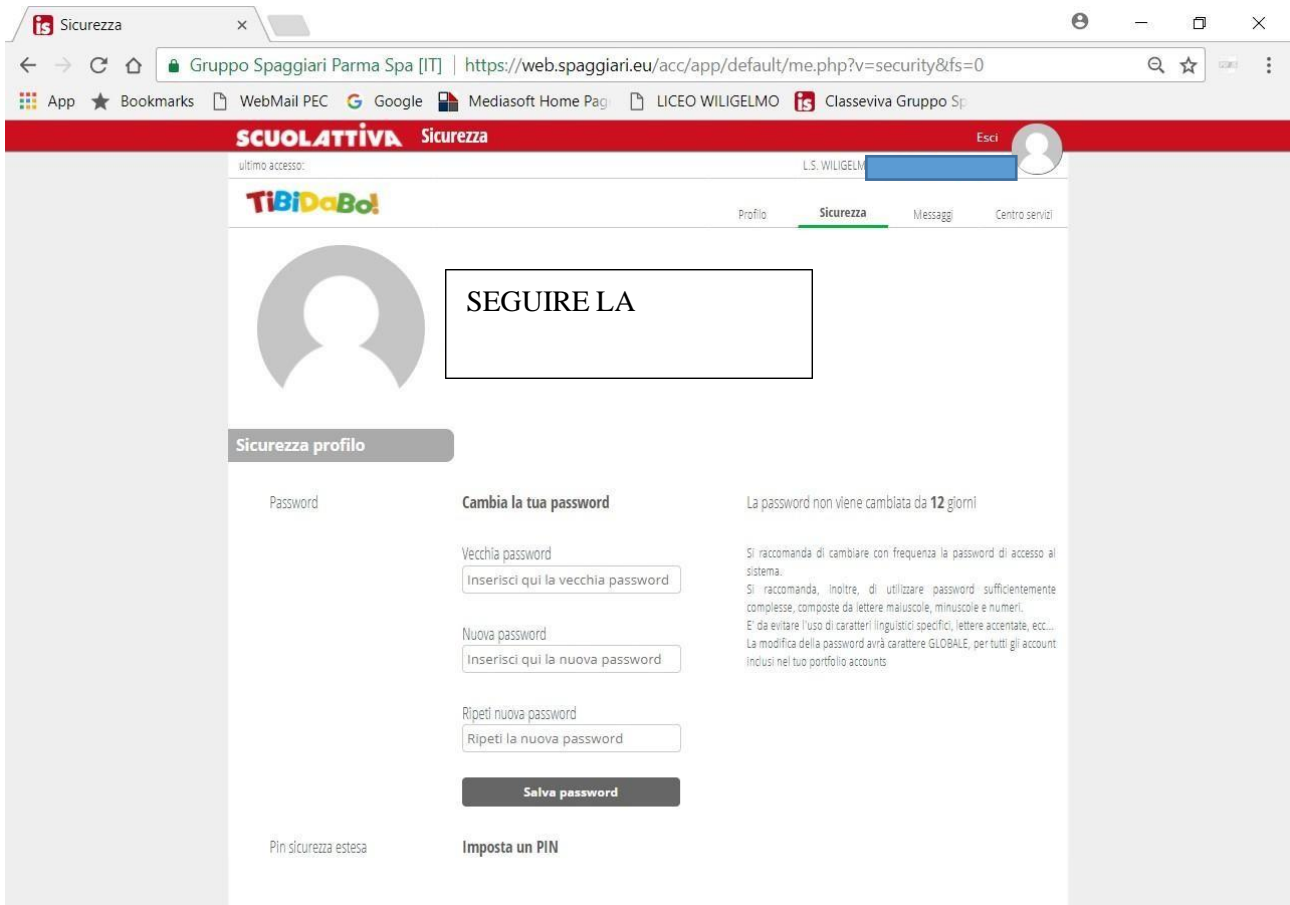 Sicurezza
Gruppo Spaggiari Parma Spa [IT] | https://web.spaggiari.eu/acc/app/default/me.php?v=security&fs=0
App Bookmarks WebMail PEC Google Mediasoft Home Pag LICEO WILIGELMO Classeviva Gruppo Sp
SCUOLATTIVA Sicurezza Esci
ultimo accesso: L.S. WILIGELM
TiBiDaBo!
Profilo Sicurezza Messaggi Centro servizi
SEGUIRE LA
Sicurezza profilo
Password Cambia la tua password La password non viene cambiata da 12 giorni
Vecchia password
Inserisci qui la vecchia password
Nuova password
Inserisci qui la nuova password
Ripeti nuova password
Ripeti la nuova password
Salva password
Si raccomanda di cambiare con frequenza la password di accesso al
sistema.
Si raccomanda, inoltre, di utilizzare password sufficientemente
complesse, composte da lettere maiuscole, minuscole e numeri.
E' da evitare l'uso di caratteri linguistici specifici, lettere accentate, ecc...
La modifica della password avrà carattere GLOBALE, per tutti gli account
inclusi nel tuo portfolio accounts
Pin sicurezza estesa Imposta un PIN